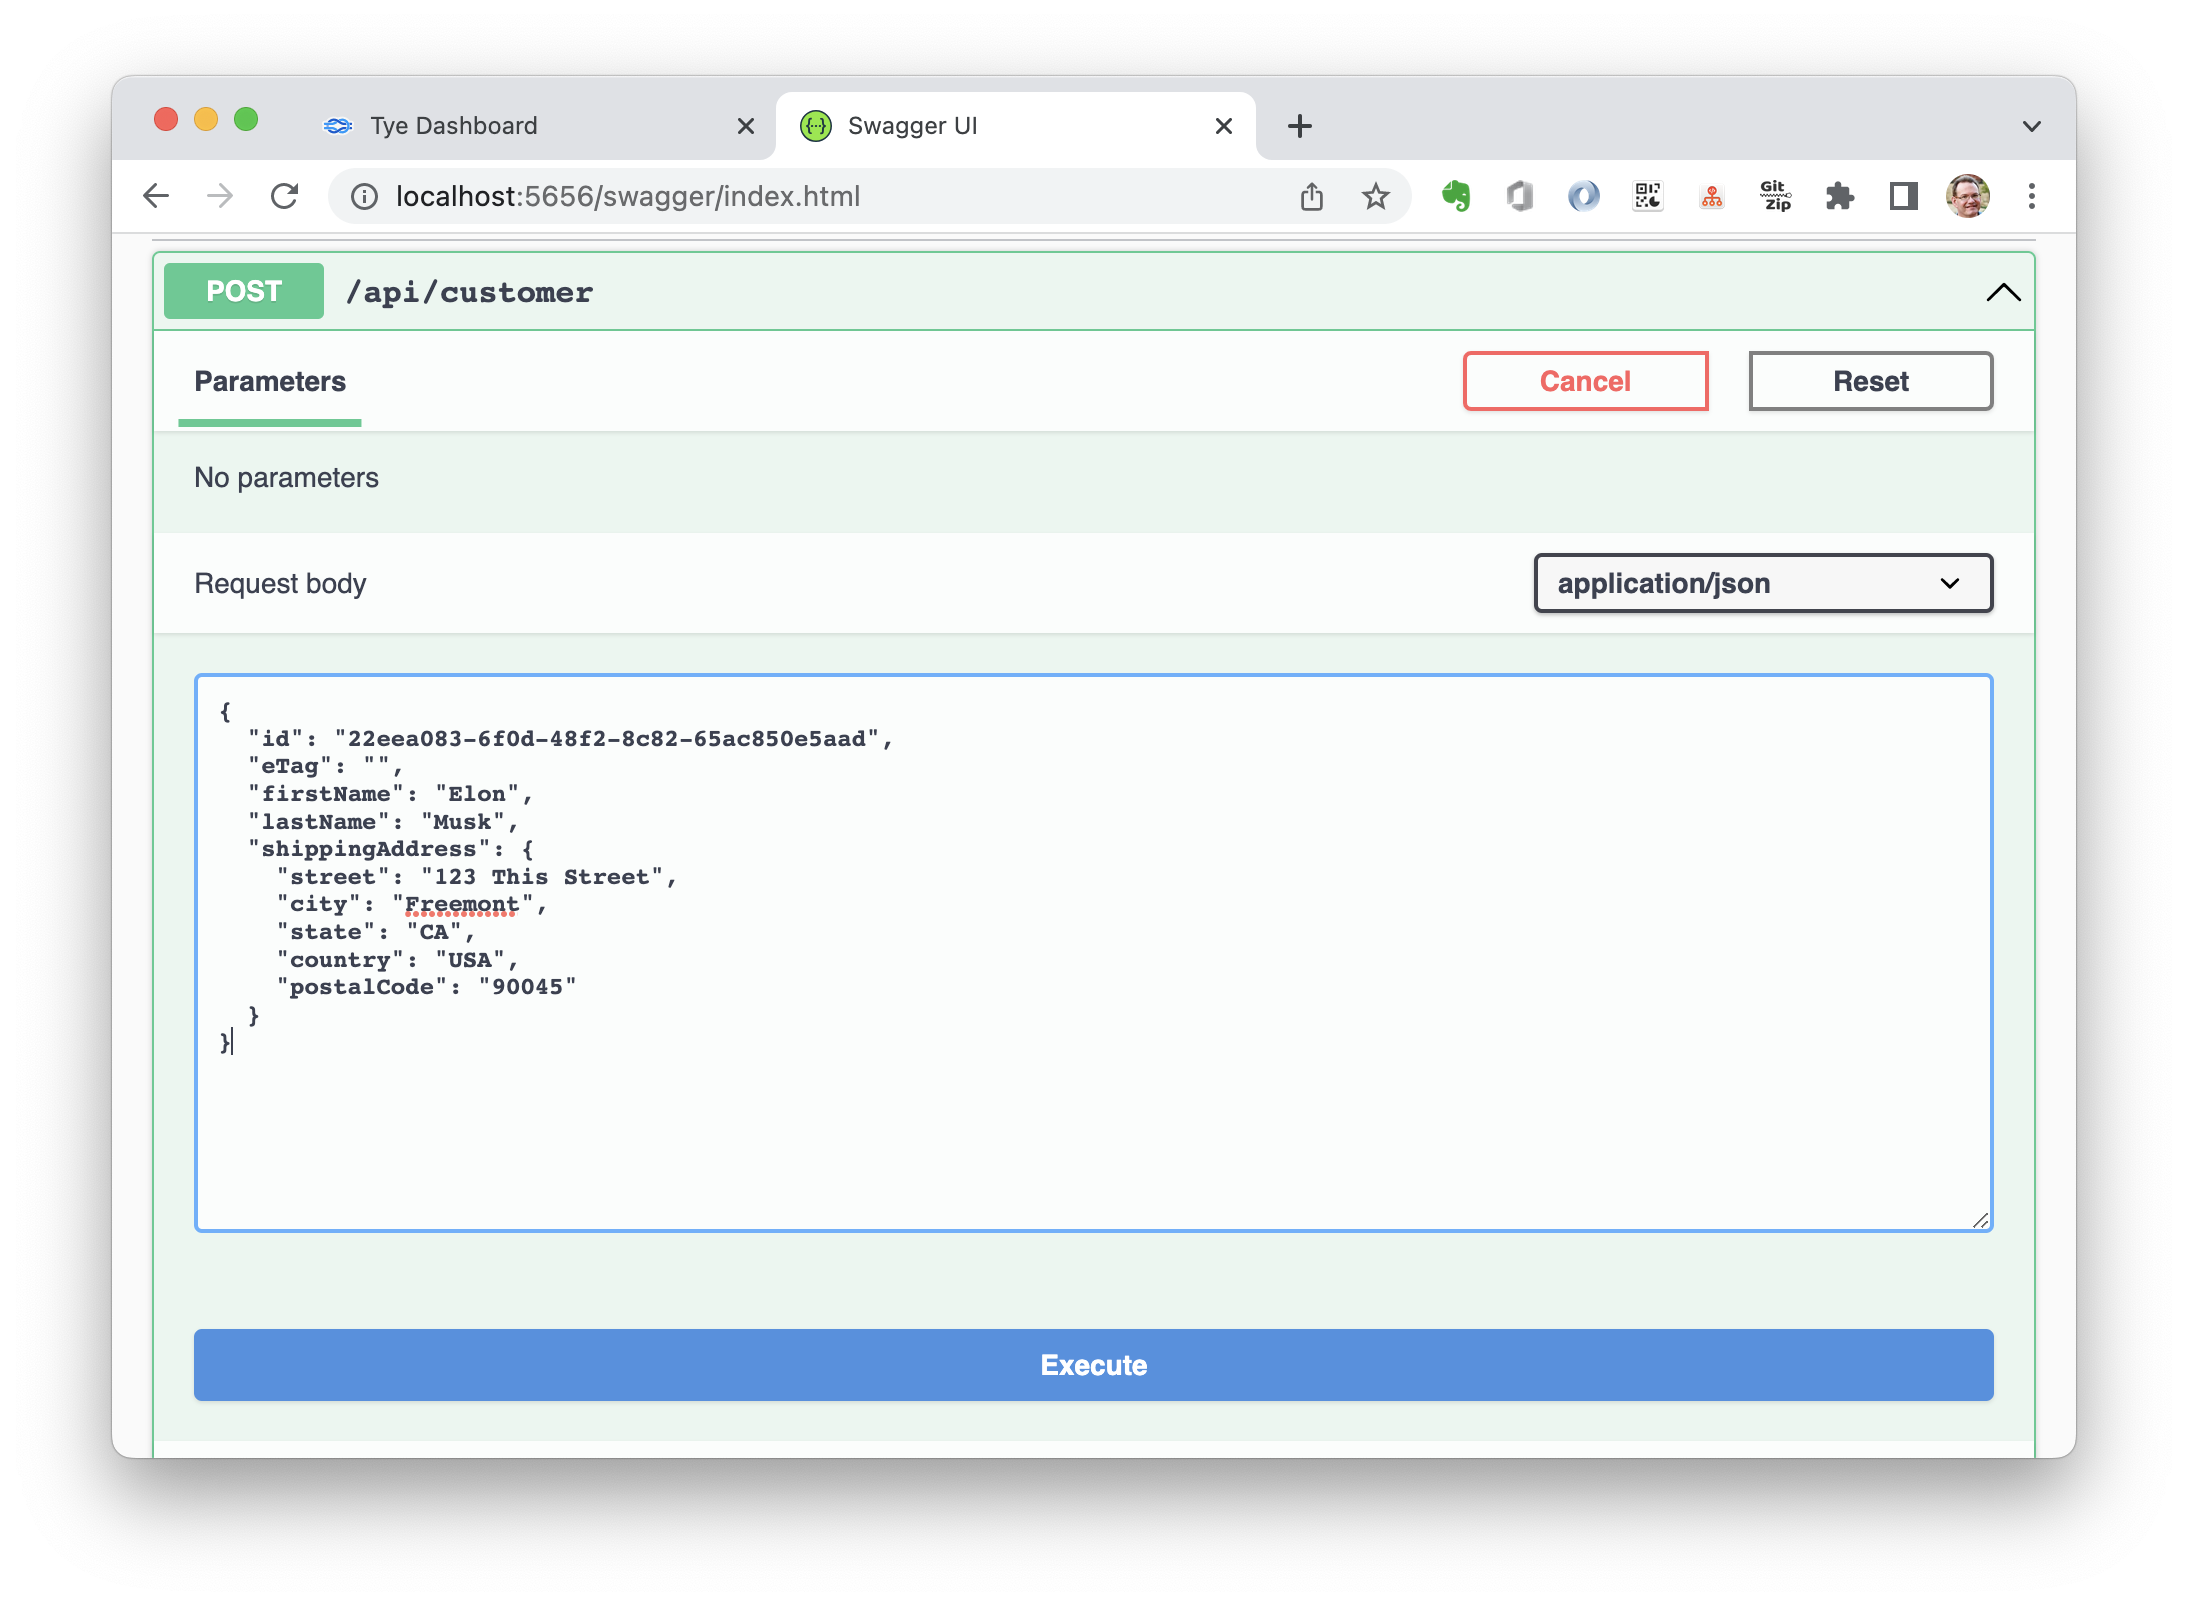 Tye Dashboard
Swagger UI
localhost:5656/swagger/index.html
Git
Zip
POST /api/customer
Parameters
Cancel
Reset
No parameters
Request body
application/json
{
  "id": "22eea083-6f0d-48f2-8c82-65ac850e5aad",
  "eTag": "",
  "firstName": "Elon",
  "lastName": "Musk",
  "shippingAddress": {
    "street": "123 This Street",
    "city": "Freemont",
    "state": "CA",
    "country": "USA",
    "postalCode": "90045"
  }
}
Execute